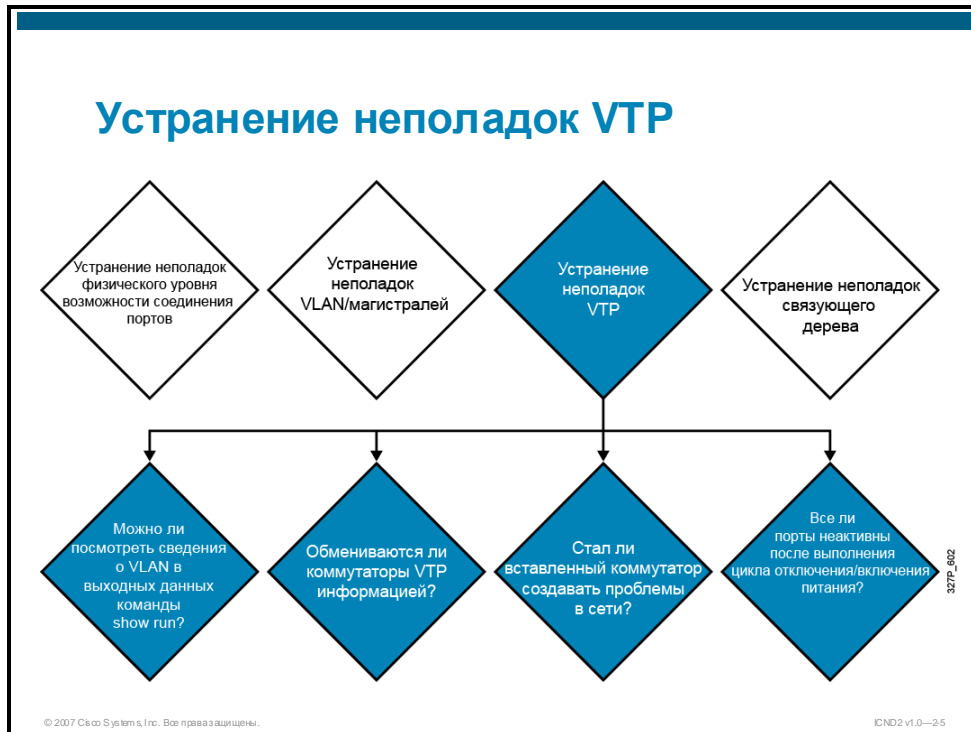 Устранение неполадок VTP
Устранение неполадок
физического уровня
возможности соединения
портов
Устранение
неполадок
VLAN/магистралей
Устранение
неполадок
VTP
Устранение неполадок
связующего
дерева
Можно ли
посмотреть сведения
о VLAN в
выходных данных
команды
show run?
Обмениваются ли
коммутаторы VTP
информацией?
Стал ли
вставленный коммутатор
создавать проблемы
в сети?
Все ли
порты неактивны
после выполнения
цикла отключения/включения
питания?
327P_602
© 2007 Cisco Systems, Inc. Все права защищены.
ICND2 v1.0—2-5